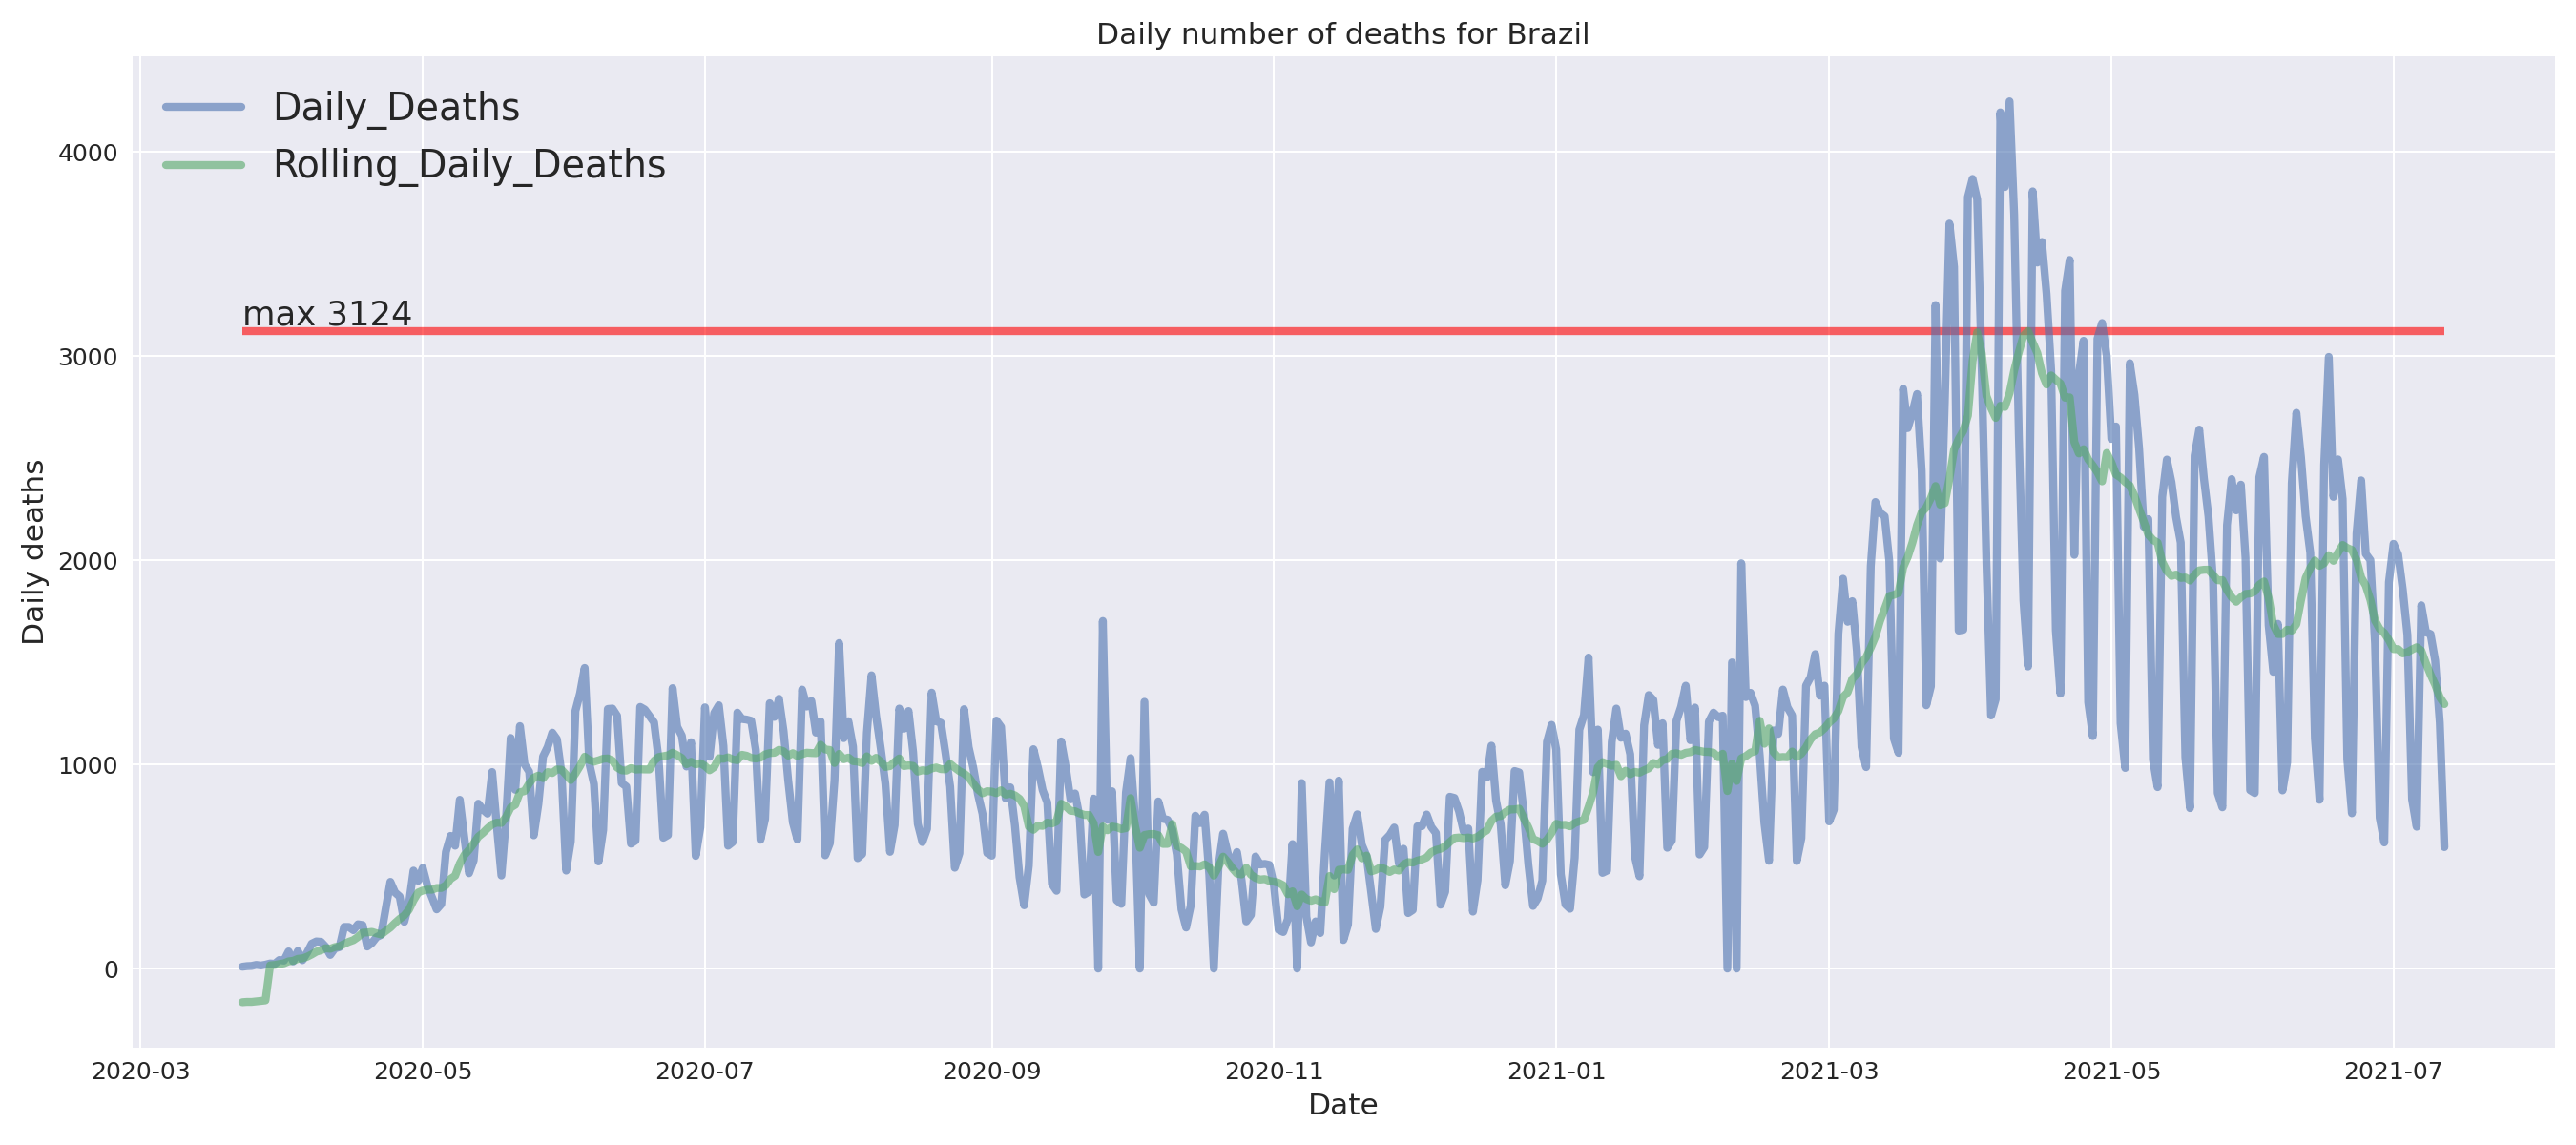 Daily number of deaths for Brazil
Daily_Deaths
Rolling_Daily_Deaths
max 3124
Daily deaths
4000
3000
2000
1000
0
2020-03 2020-05 2020-07 2020-09 2020-11 2021-01 2021-03 2021-05 2021-07
Date